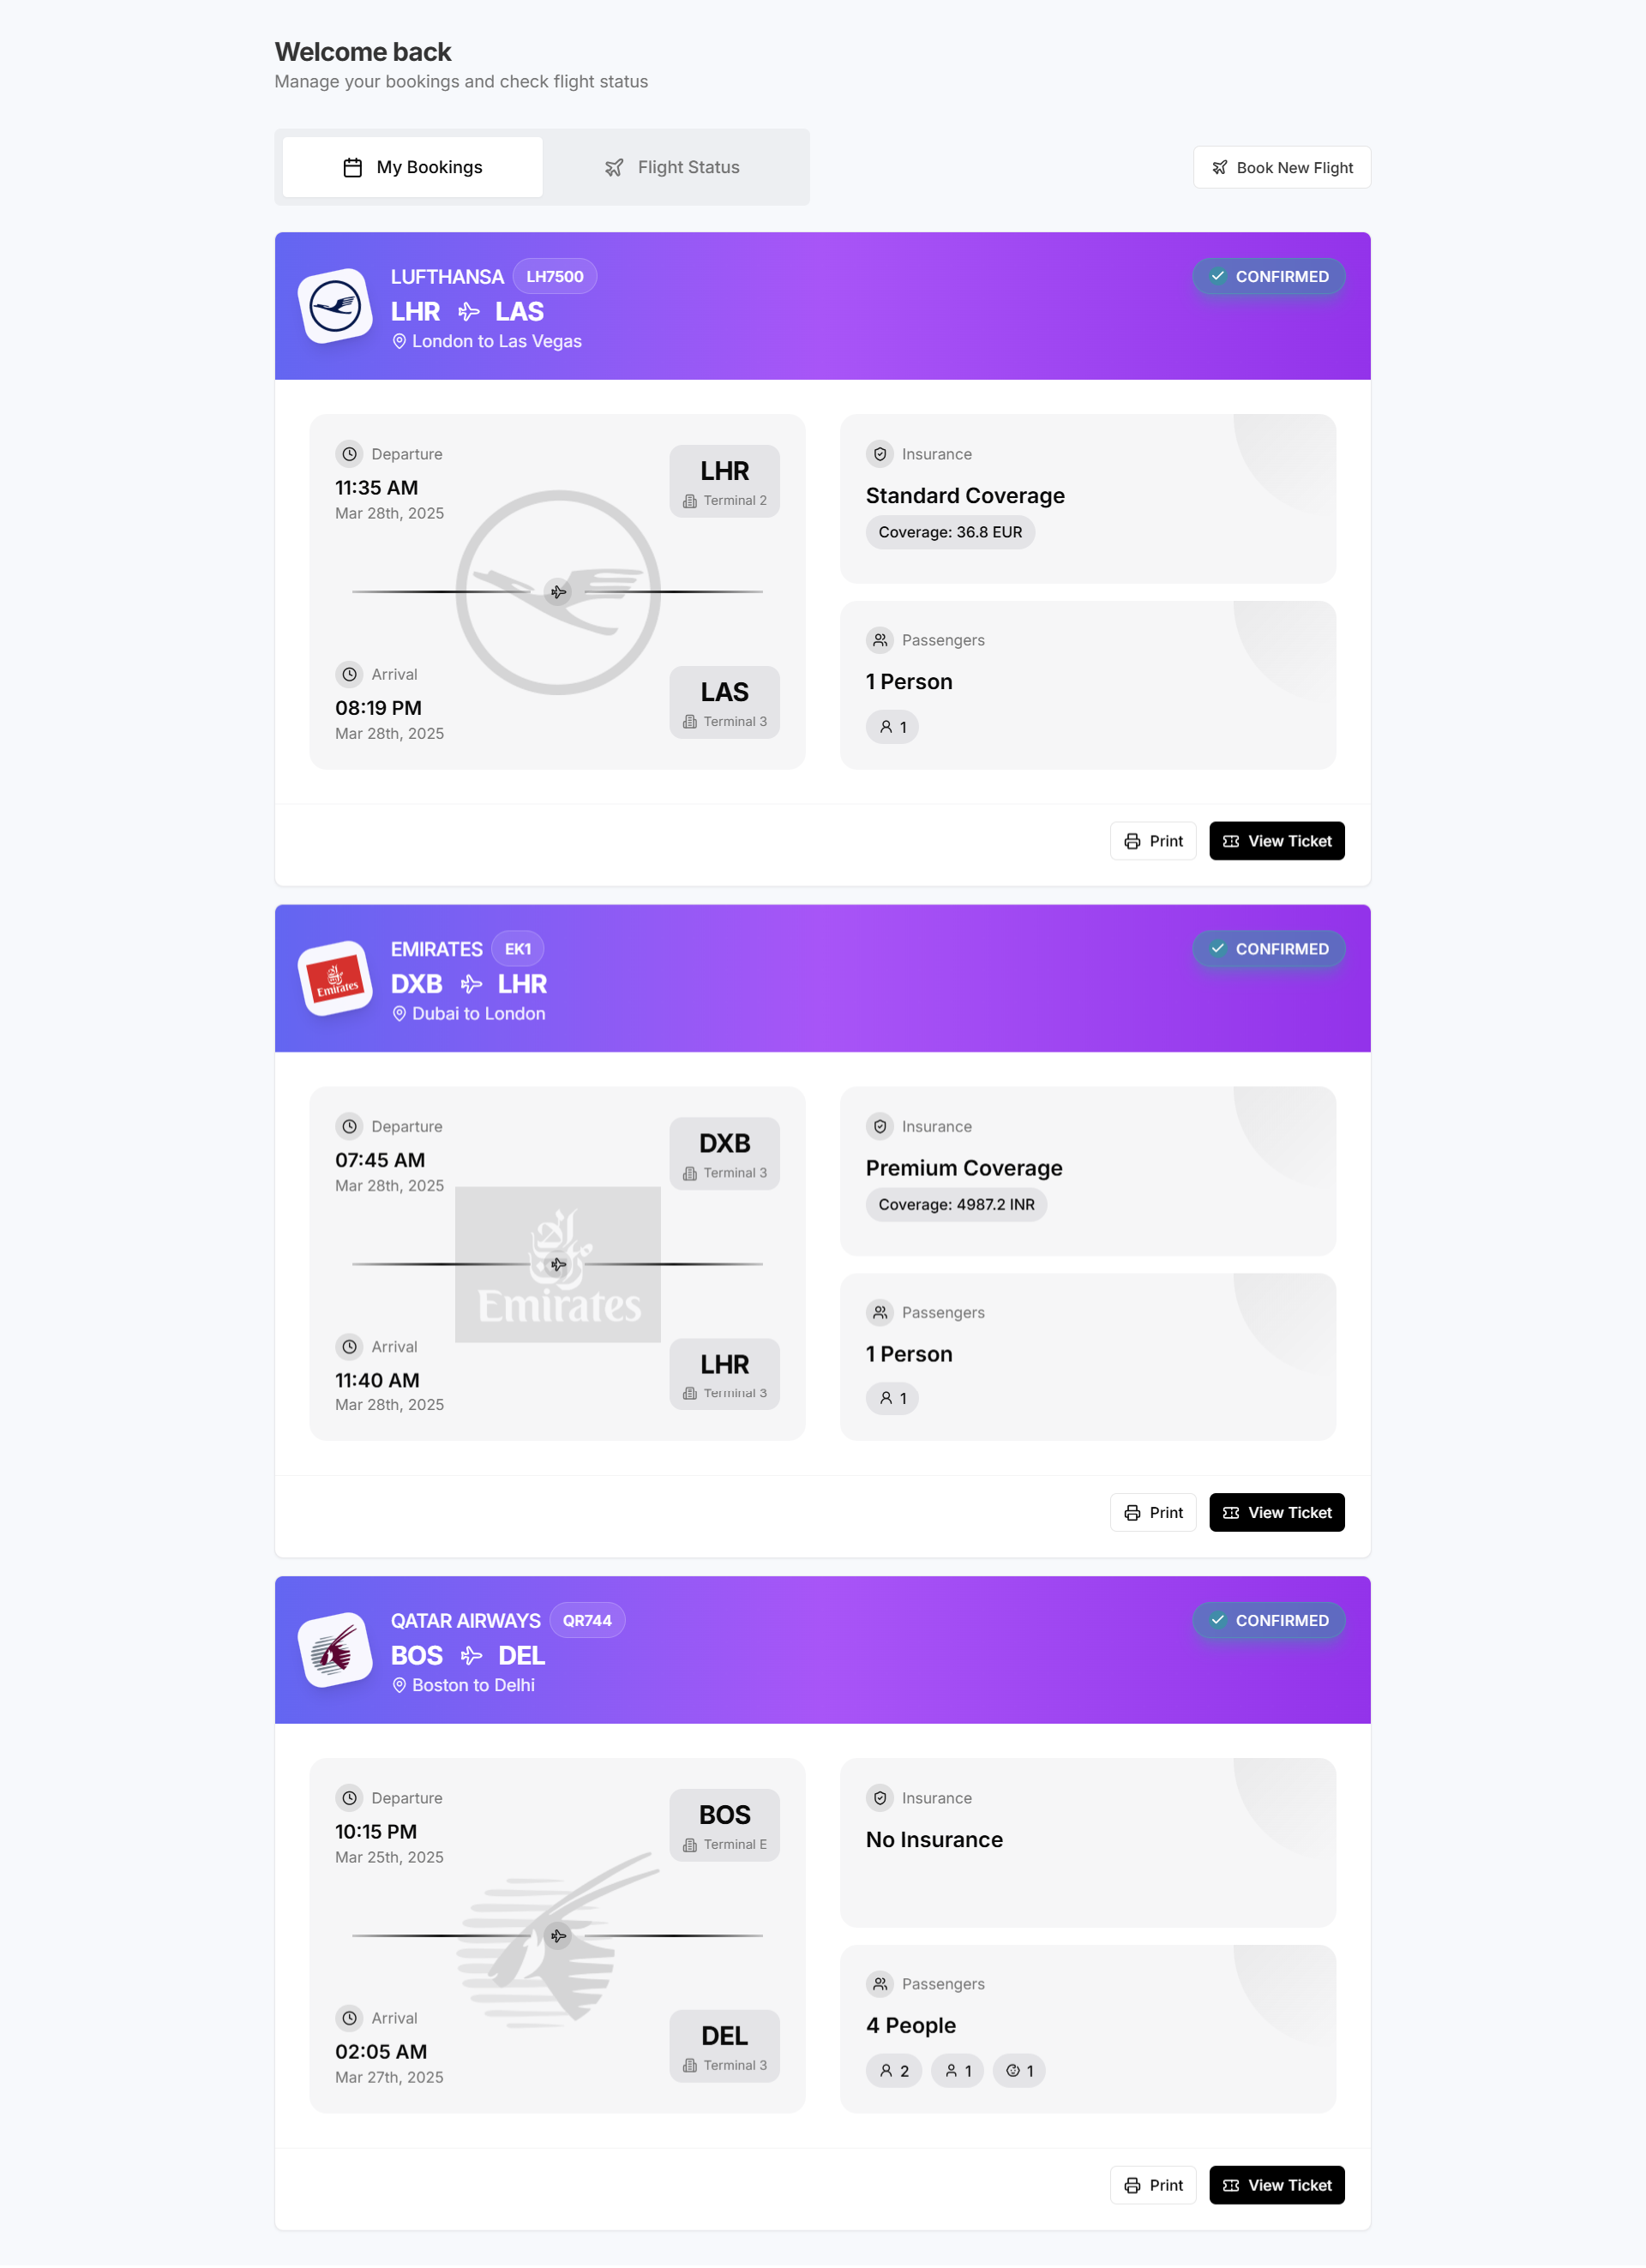 Welcome back
Manage your bookings and check flight status
My Bookings
Flight Status
Book New Flight
LUFTHANSA LH7500
CONFIRMED
LHR LAS
London to Las Vegas
Departure
11:35 AM
Mar 28th, 2025
LHR
Terminal 2
Arrival
08:19 PM
Mar 28th, 2025
LAS
Terminal 3
Insurance
Standard Coverage
Coverage: 36.8 EUR
Passengers
1 Person
1
Print
View Ticket
Emirates
EMIRATES EK1
CONFIRMED
DXB LHR
Dubai to London
Departure
07:45 AM
Mar 28th, 2025
DXB
Terminal 3
Emirates
Arrival
11:40 AM
Mar 28th, 2025
LHR
Terminal 3
Insurance
Premium Coverage
Coverage: 4987.2 INR
Passengers
1 Person
1
Print
View Ticket
QATAR AIRWAYS QR744
CONFIRMED
BOS DEL
Boston to Delhi
Departure
10:15 PM
Mar 25th, 2025
BOS
Terminal E
Arrival
02:05 AM
Mar 27th, 2025
DEL
Terminal 3
Insurance
No Insurance
Passengers
4 People
2 1 1
Print
View Ticket